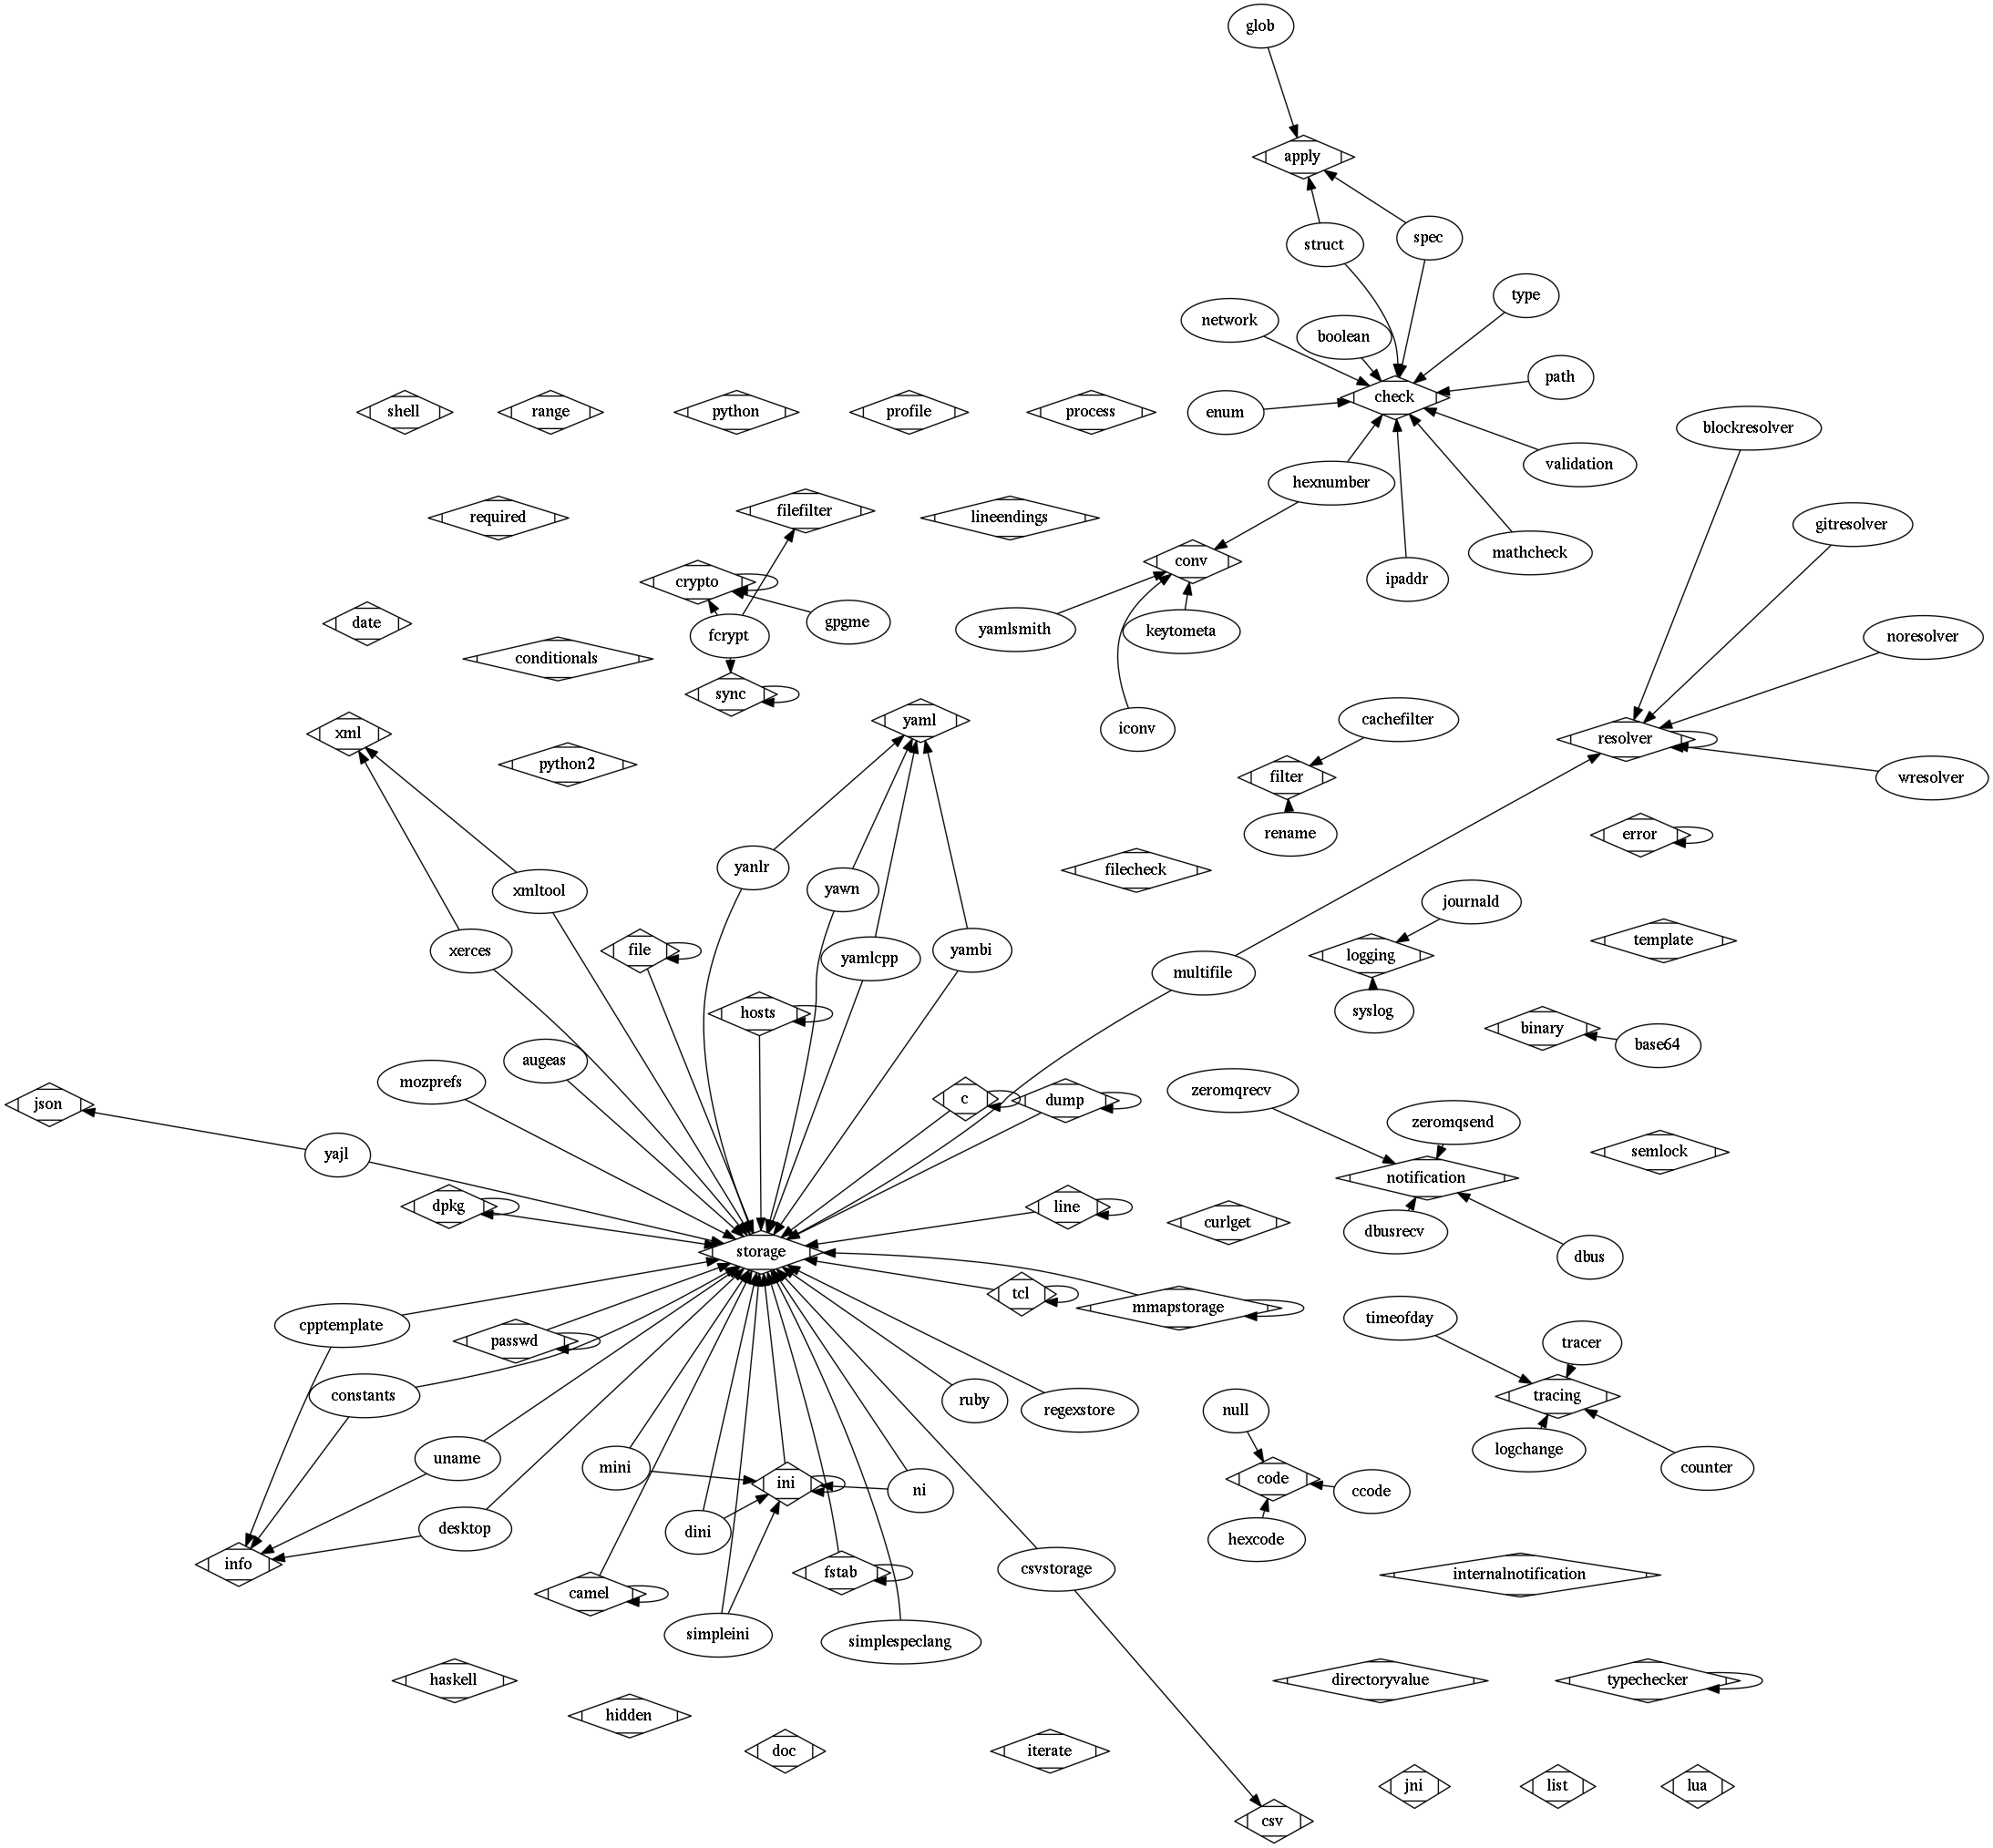 glob
apply
struct
spec
type
network
boolean
path
check
enum
shell
range
python
profile
process
blockresolver
validation
hexnumber
filefilter
required
lineendings
gitresolver
mathcheck
conv
ipaddr
crypto
date
gpgme
yamlsmith
keytometa
fcrypt
noresolver
conditionals
sync
yaml
cachefilter
iconv
xml
resolver
python2
filter
wresolver
rename
error
yanlr
filecheck
xmltool
yawn
journald
template
xerces
file
yamlcpp
yambi
logging
multifile
hosts
syslog
binary
base64
augeas
mozprefs
zeromqrecv
c
dump
json
zeromqsend
yajl
semlock
notification
dpkg
line
curlget
dbusrecv
storage
dbus
tcl
mmapstorage
timeofday
cpptemplate
passwd
tracer
constants
tracing
ruby
regexstore
null
logchange
uname
mini
counter
code
ini
ni
ccode
desktop
dini
hexcode
info
csvstorage
fstab
internalnotification
camel
simpleini
simplespeclang
haskell
directoryvalue
typechecker
hidden
doc
iterate
jni
list
lua
csv